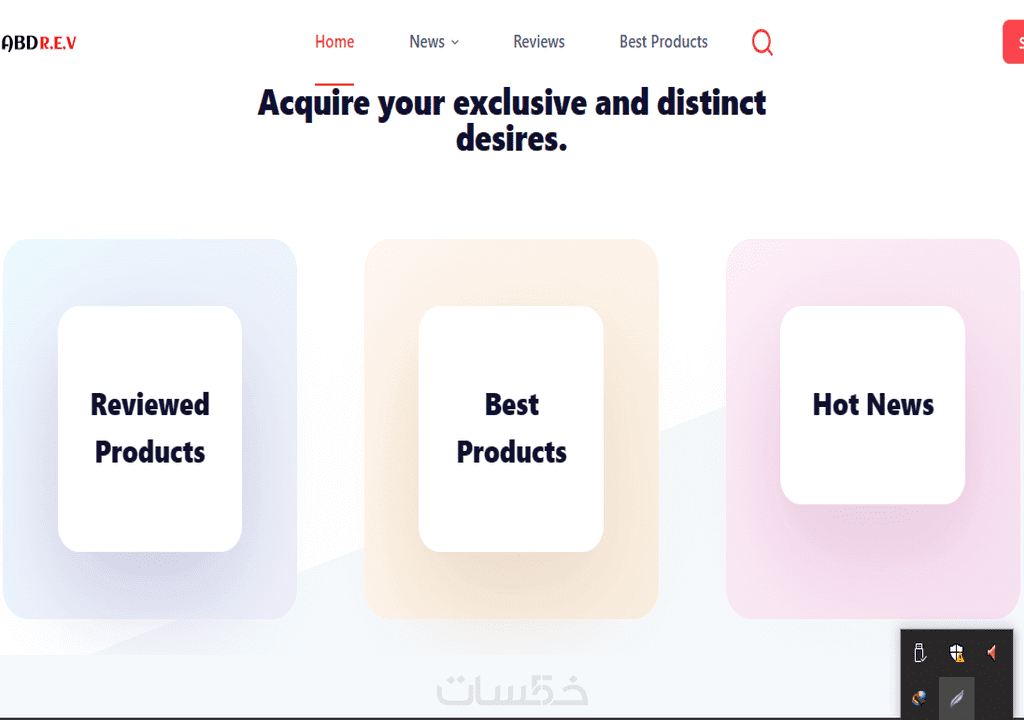 ABDR.E.V
Home
News
Reviews
Best Products
S
Acquire your exclusive and distinct
desires.
Reviewed
Products
Best
Products
Hot News
خمسات